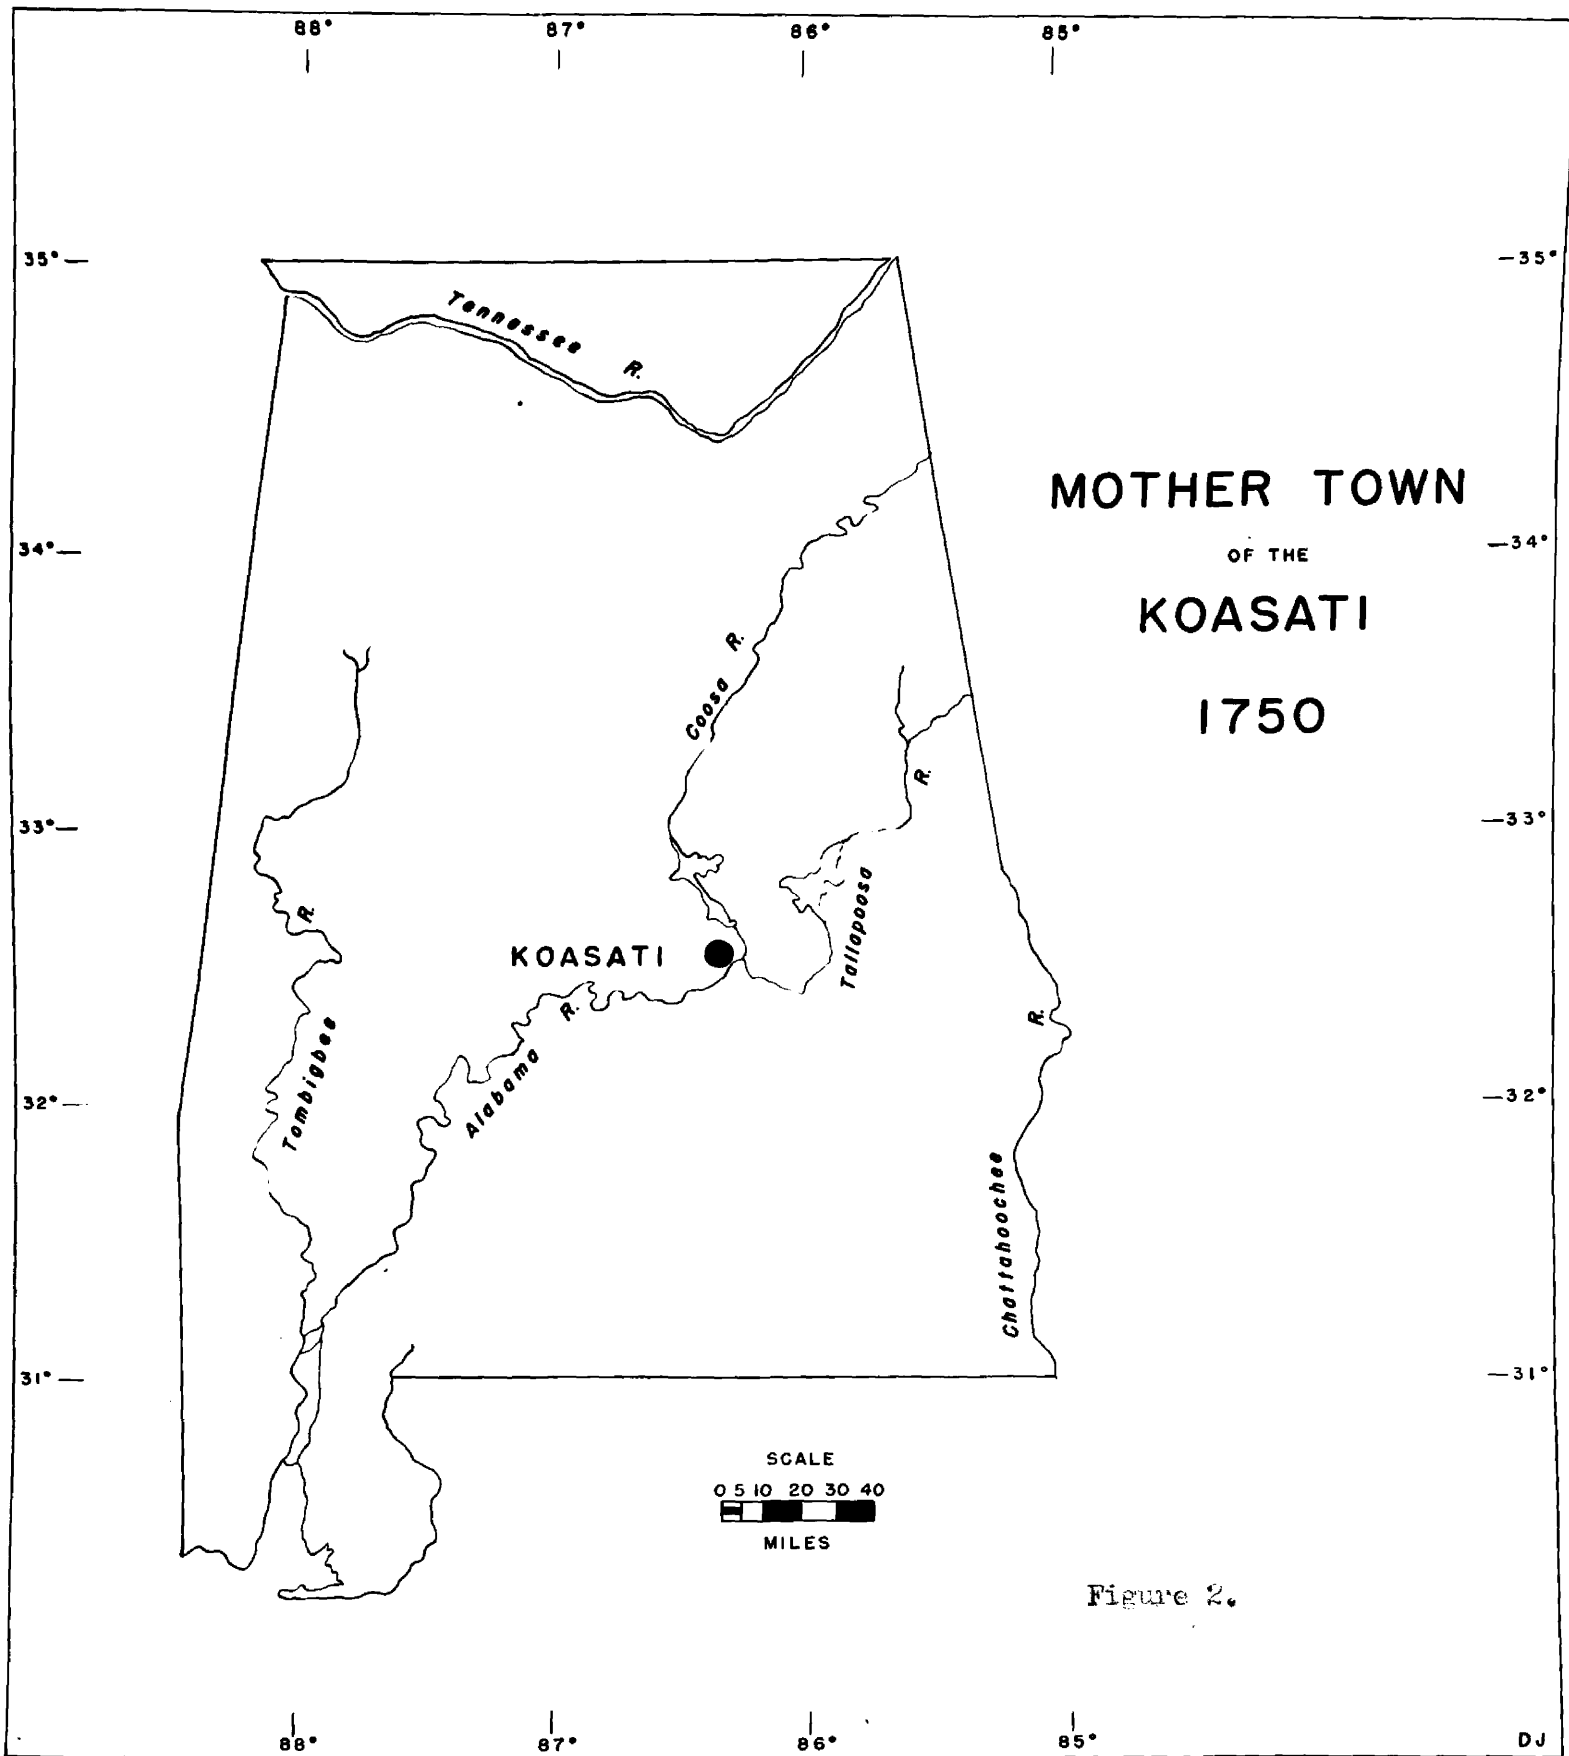 88° 87° 86° 85°
35° 35°
Tennessee R.
MOTHER TOWN
34° 34°
OF THE
KOASATI
Coosa R.
1750
R.
33° 33°
Tallapoosa
R.
KOASATI
R.
R.
Tombigbee
Alabama
32° 32°
Chattahoochee
31° 31°
SCALE
0 5 10 20 30 40
MILES
Figure 2.
88° 87° 86° 85°
DJ